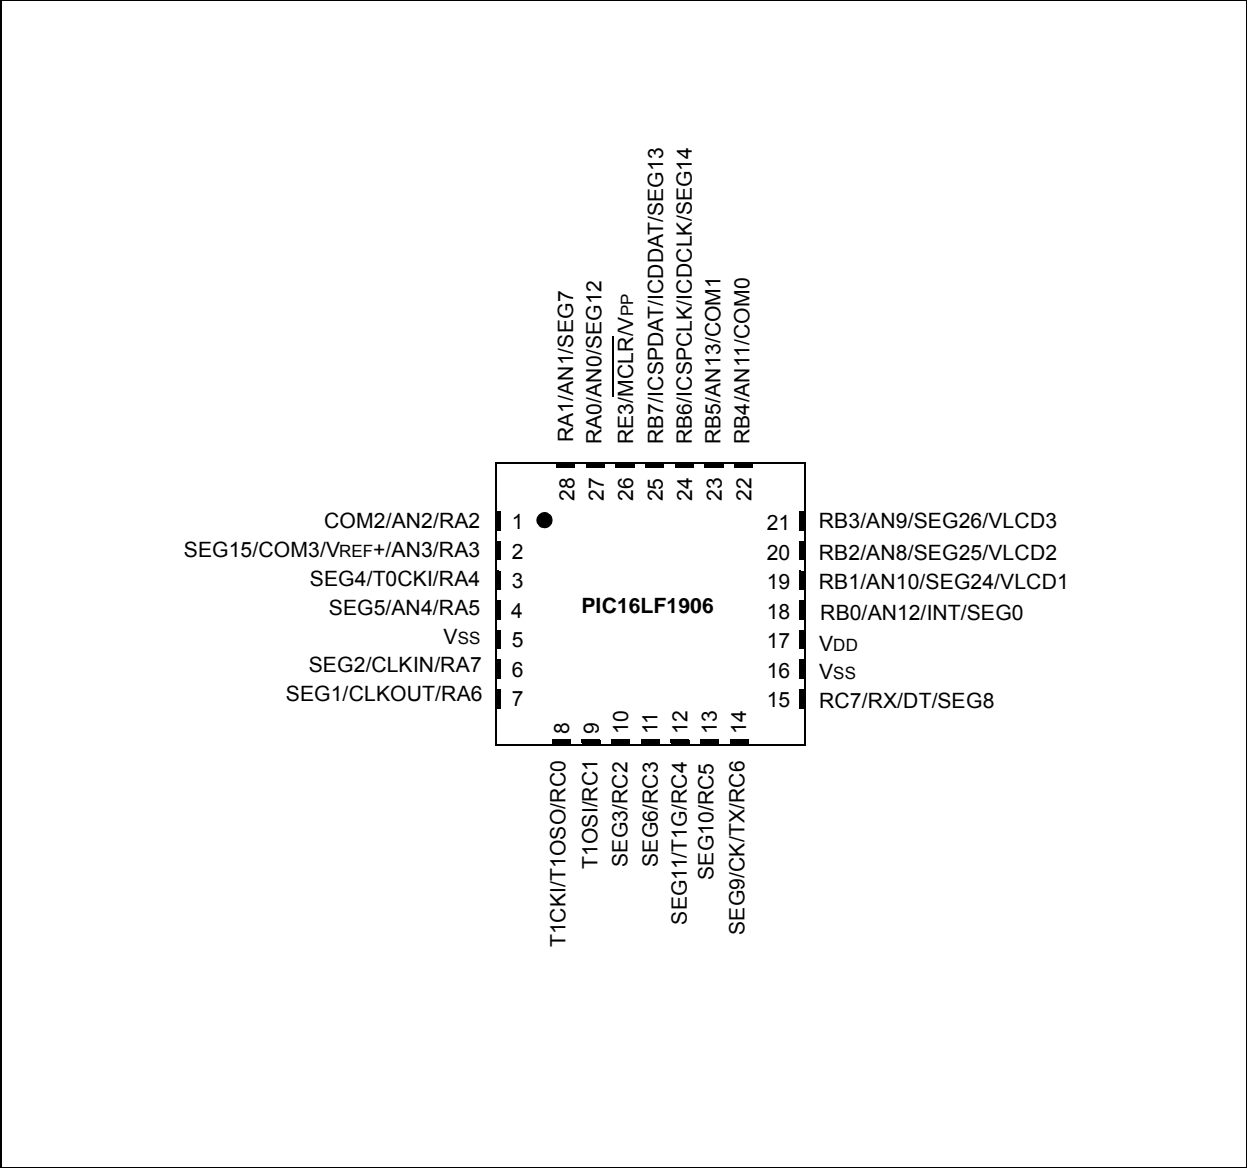 RA1/AN1/SEG7
RA0/AN0/SEG12
RE3/MCLR/VPP
RB7/ICSPDAT/ICDDAT/SEG13
RB6/ICSPCLK/ICDCLK/SEG14
RB5/AN13/COM1
RB4/AN11/COM0
28
27
26
25
24
23
22
COM2/AN2/RA2
1
SEG15/COM3/VREF+/AN3/RA3
2
SEG4/T0CKI/RA4
3
SEG5/AN4/RA5
4
VSS
5
SEG2/CLKIN/RA7
6
SEG1/CLKOUT/RA6
7
PIC16LF1906
21
RB3/AN9/SEG26/VLCD3
20
RB2/AN8/SEG25/VLCD2
19
RB1/AN10/SEG24/VLCD1
18
RB0/AN12/INT/SEG0
17
VDD
16
VSS
15
RC7/RX/DT/SEG8
8
9
10
11
12
13
14
T1CKI/T1OSO/RC0
T1OSI/RC1
SEG3/RC2
SEG6/RC3
SEG11/T1G/RC4
SEG10/RC5
SEG9/CK/TX/RC6